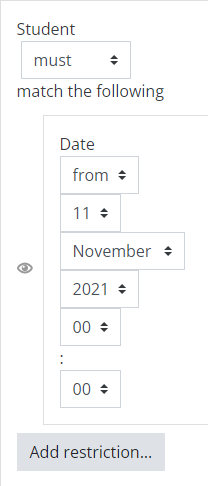 Student
must
match the following
Date
from
11
November
2021
00
:
00
Add restriction...